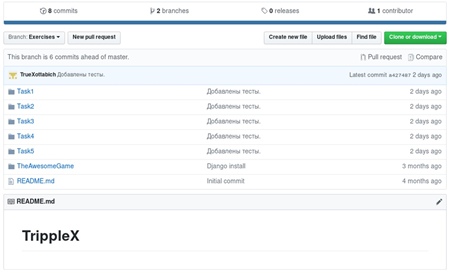 8 commits 2 branches 0 releases 1 contributor
Branch: Exercises New pull request Create new file Upload files Find file Clone or download
This branch is 6 commits ahead of master. Pull request Compare
TrueXotlabich Добавлены тесты. Latest commit 2 days ago
Task1 Добавлены тесты. 2 days ago
Task2 Добавлены тесты. 2 days ago
Task3 Добавлены тесты. 2 days ago
Task4 Добавлены тесты. 2 days ago
Task5 Добавлены тесты. 2 days ago
TheAwesomeGame Django install 3 months ago
README.md Initial commit 4 months ago
README.md
TrippleX